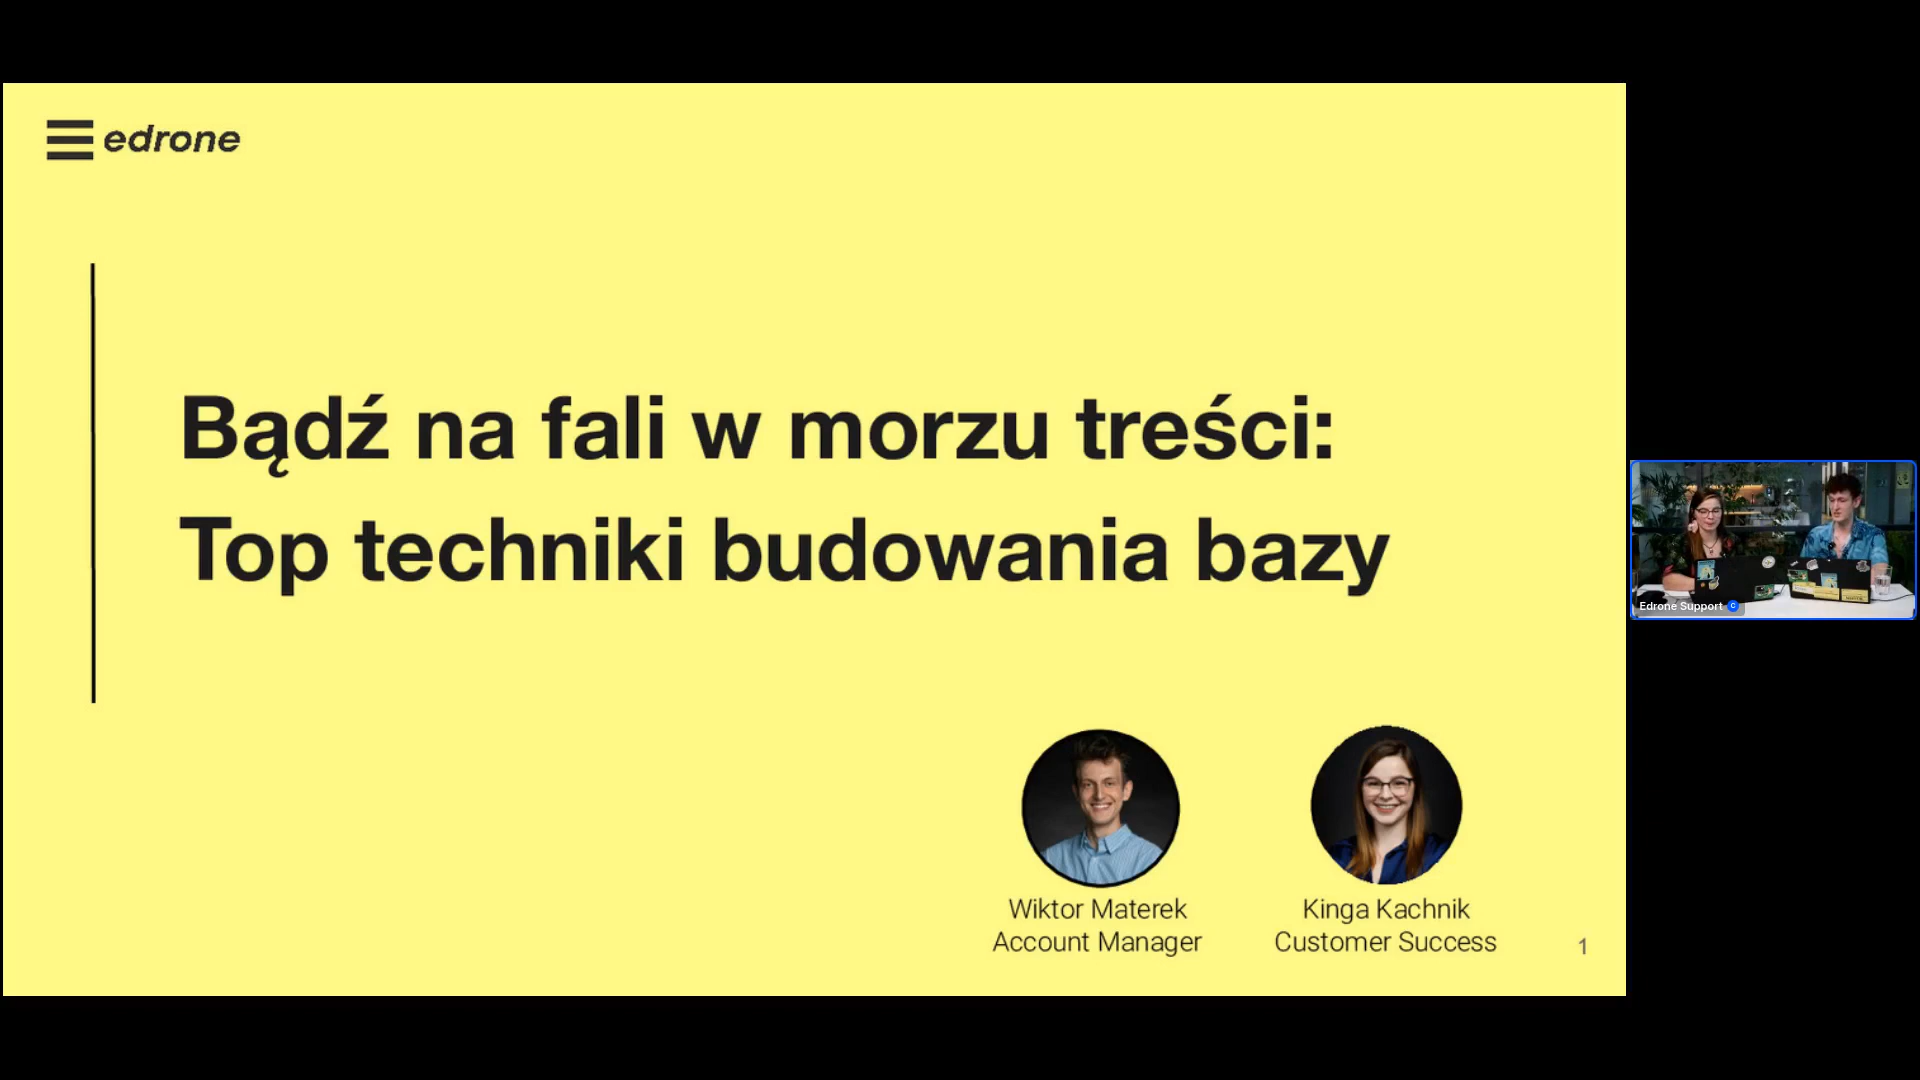 edrone
Bądź na fali w morzu treści:
Top techniki budowania bazy
Wiktor Materek
Account Manager
Kinga Kachnik
Customer Success
1
Edrone Support